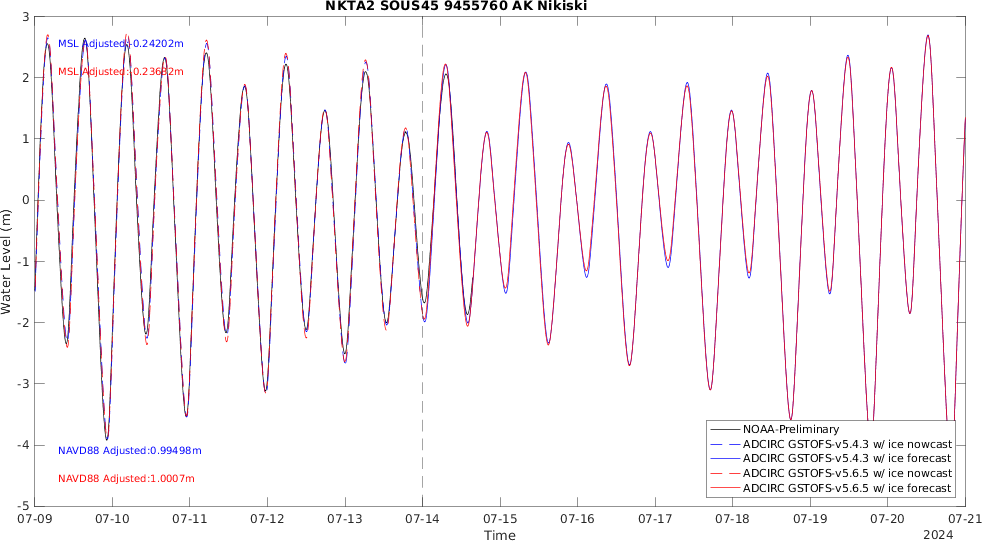 NKTA2 SOUS45 9455760 AK Nikiski
MSL Adjusted:-0.24202m
MSL Adjusted:-0.23632m
NAVD88 Adjusted:0.99498m
NAVD88 Adjusted:1.0007m
Water Level (m)
3
2
1
0
-1
-2
-3
-4
-5
NOAA-Preliminary
ADCIRC GSTOFS-v5.4.3 w/ ice nowcast
ADCIRC GSTOFS-v5.4.3 w/ ice forecast
ADCIRC GSTOFS-v5.6.5 w/ ice nowcast
ADCIRC GSTOFS-v5.6.5 w/ ice forecast
07-09 07-10 07-11 07-12 07-13 07-14 07-15 07-16 07-17 07-18 07-19 07-20 07-21
Time
2024